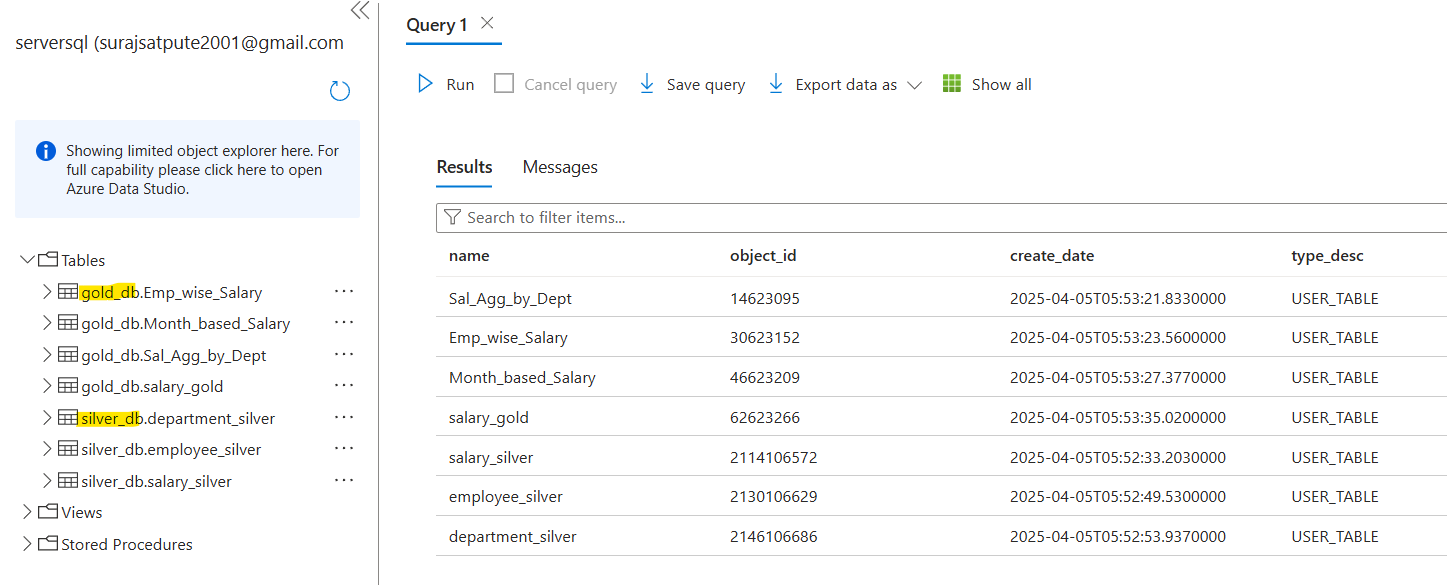 serversql (surajsatpute2001@gmail.com
Showing limited object explorer here. For
full capability please click here to open
Azure Data Studio.
Tables
gold_db.Emp_wise_Salary ...
gold_db.Month_based_Salary ...
gold_db.Sal_Agg_by_Dept ...
gold_db.salary_gold ...
silver_db.department_silver ...
silver_db.employee_silver ...
silver_db.salary_silver ...
Views
Stored Procedures
Query 1
Run Cancel query Save query Export data as Show all
Results Messages
Search to filter items...
name object_id create_date type_desc
Sal_Agg_by_Dept 14623095 2025-04-05T05:53:21.8330000 USER_TABLE
Emp_wise_Salary 30623152 2025-04-05T05:53:23.5600000 USER_TABLE
Month_based_Salary 46623209 2025-04-05T05:53:27.3770000 USER_TABLE
salary_gold 62623266 2025-04-05T05:53:35.0200000 USER_TABLE
salary_silver 2114106572 2025-04-05T05:52:33.2030000 USER_TABLE
employee_silver 2130106629 2025-04-05T05:52:49.5300000 USER_TABLE
department_silver 2146106686 2025-04-05T05:52:53.9370000 USER_TABLE